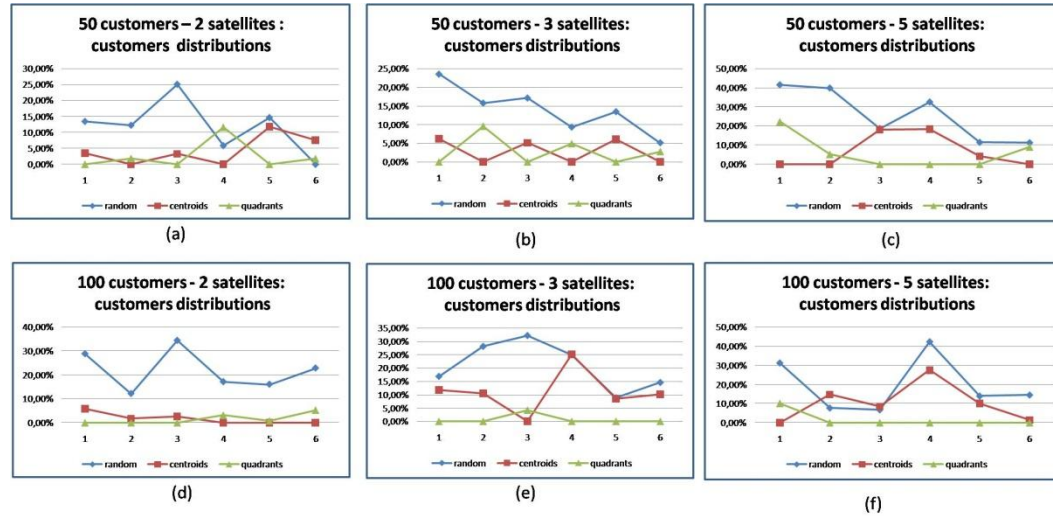 50 customers – 2 satellites :
customers distributions
30,00%
25,00%
20,00%
15,00%
10,00%
5,00%
0,00%
1 2 3 4 5 6
random centroids quadrants
(a)
50 customers - 3 satellites:
customers distributions
25,00%
20,00%
15,00%
10,00%
5,00%
0,00%
1 2 3 4 5 6
random centroids quadrants
(b)
50 customers - 5 satellites:
customers distributions
50,00%
40,00%
30,00%
20,00%
10,00%
0,00%
1 2 3 4 5 6
random centroids quadrants
(c)
100 customers - 2 satellites:
customers distributions
40,00%
30,00%
20,00%
10,00%
0,00%
1 2 3 4 5 6
random centroids quadrants
(d)
100 customers - 3 satellites:
customers distributions
35,00%
30,00%
25,00%
20,00%
15,00%
10,00%
5,00%
0,00%
1 2 3 4 5 6
random centroids quadrants
(e)
100 customers - 5 satellites:
customers distributions
50,00%
40,00%
30,00%
20,00%
10,00%
0,00%
1 2 3 4 5 6
random centroids quadrants
(f)